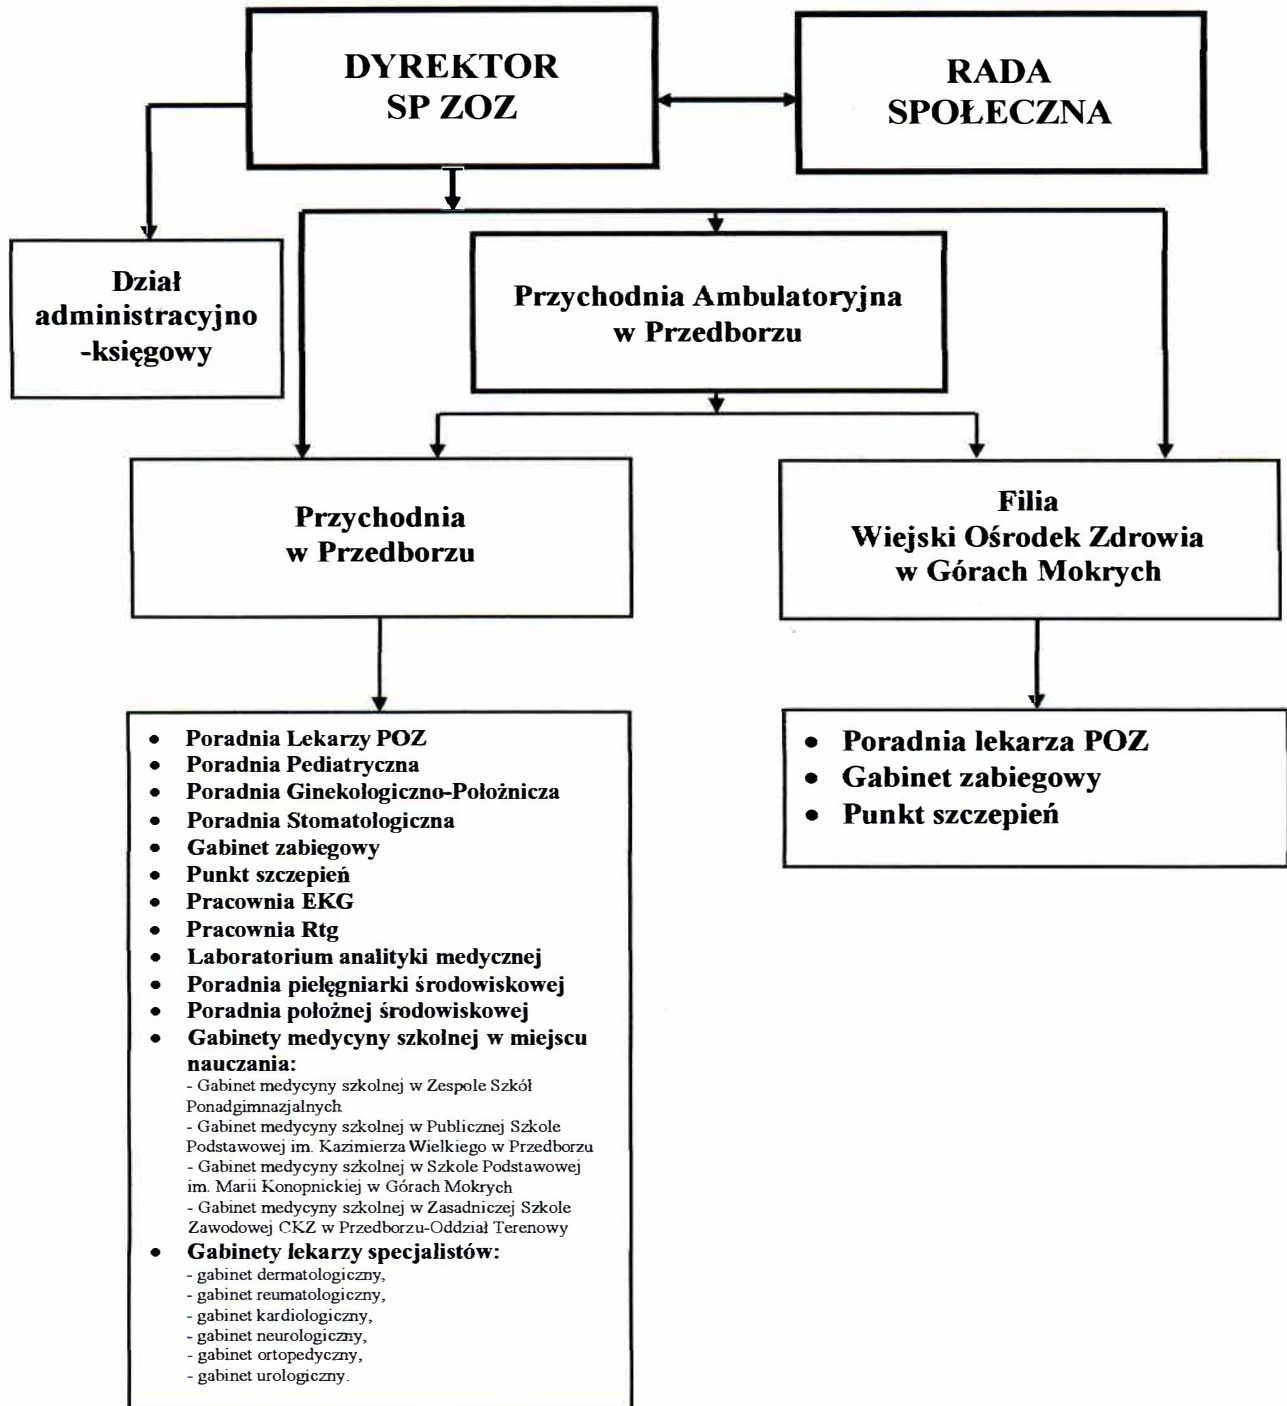 DYREKTOR
SP ZOZ
RADA
SPOŁECZNA
Dział
administracyjno
-księgowy
Przychodnia Ambulatoryjna
w Przedborzu
Przychodnia
w Przedborzu
Filia
Wiejski Ośrodek Zdrowia
w Górach Mokrych
• Poradnia Lekarzy POZ
• Poradnia Pediatryczna
• Poradnia Ginekologiczno-Położnicza
• Poradnia Stomatologiczna
• Gabinet zabiegowy
• Punkt szczepień
• Pracownia EKG
• Pracownia Rtg
• Laboratorium analityki medycznej
• Poradnia pielęgniarki środowiskowej
• Poradnia położnej środowiskowej
• Gabinety medycyny szkolnej w miejscu
nauczania:
- Gabinet medycyny szkolnej w Zespole Szkół
Ponadgimnazjalnych
- Gabinet medycyny szkolnej w Publicznej Szkole
Podstawowej im. Kazimierza Wielkiego w Przedborzu
- Gabinet medycyny szkolnej w Szkole Podstawowej
im. Marii Konopnickiej w Górach Mokrych
- Gabinet medycyny szkolnej w Zasadniczej Szkole
Zawodowej CKZ w Przedborzu-Oddział Terenowy
• Gabinety lekarzy specjalistów:
- gabinet dermatologiczny,
- gabinet reumatologiczny,
- gabinet kardiologiczny,
- gabinet neurologiczny,
- gabinet ortopedyczny,
- gabinet urologiczny.
• Poradnia lekarza POZ
• Gabinet zabiegowy
• Punkt szczepień